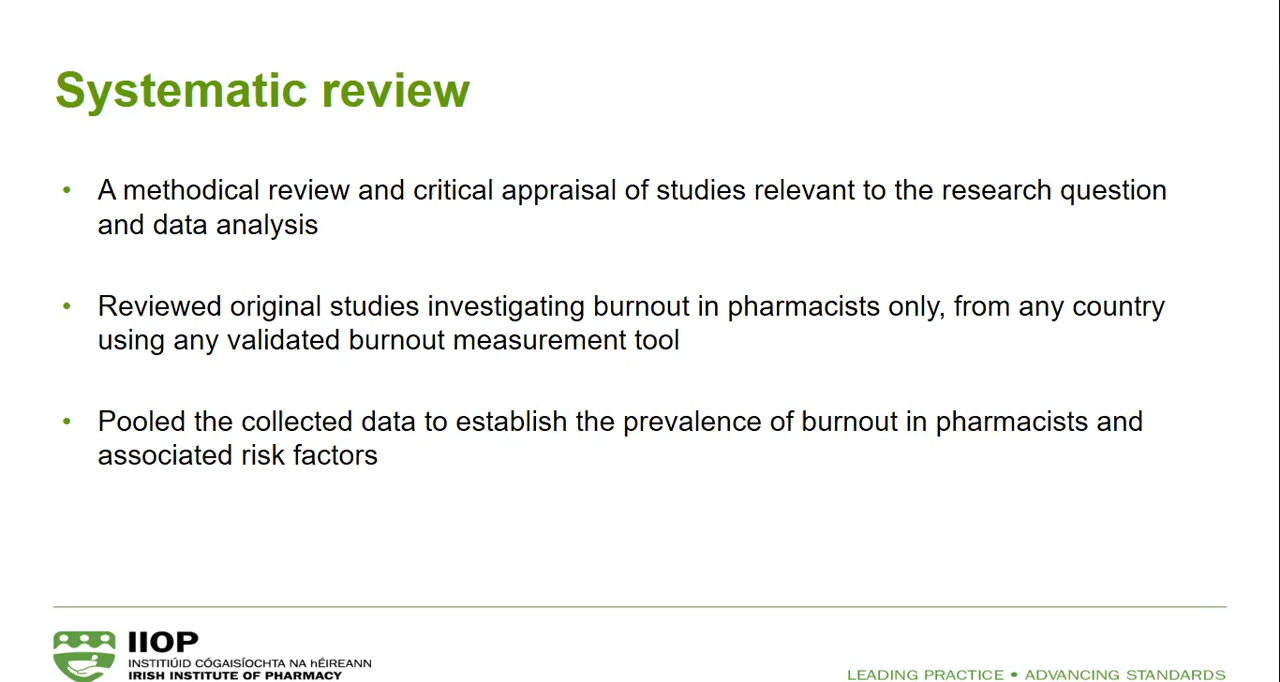 Systematic review
• A methodical review and critical appraisal of studies relevant to the research question
and data analysis
• Reviewed original studies investigating burnout in pharmacists only, from any country
using any validated burnout measurement tool
• Pooled the collected data to establish the prevalence of burnout in pharmacists and
associated risk factors
IIOP
INSTITIÚID CÓGAISÍOCHTA NA hÉIREANN
IRISH INSTITUTE OF PHARMACY
LEADING PRACTICE • ADVANCING STANDARDS